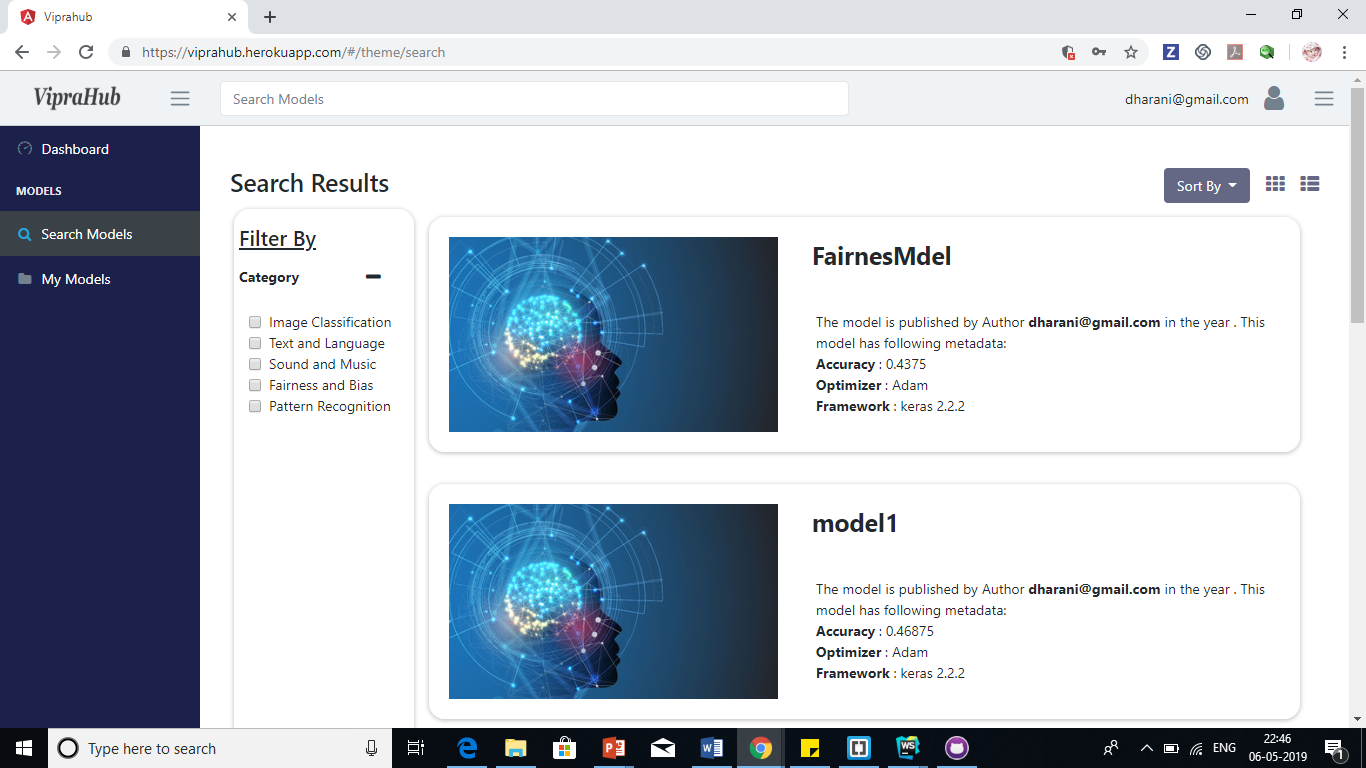 Viprahub
https://viprahub.herokuapp.com/#/theme/search
VipraHub
Search Models
dharani@gmail.com
Dashboard
MODELS
Search Models
My Models
Search Results
Sort By
Filter By
Category
Image Classification
Text and Language
Sound and Music
Fairness and Bias
Pattern Recognition
FairnesMdel
The model is published by Author dharani@gmail.com in the year . This
model has following metadata:
Accuracy : 0.4375
Optimizer : Adam
Framework : keras 2.2.2
model1
The model is published by Author dharani@gmail.com in the year . This
model has following metadata:
Accuracy : 0.46875
Optimizer : Adam
Framework : keras 2.2.2
Type here to search
ENG
22:46
06-05-2019
1